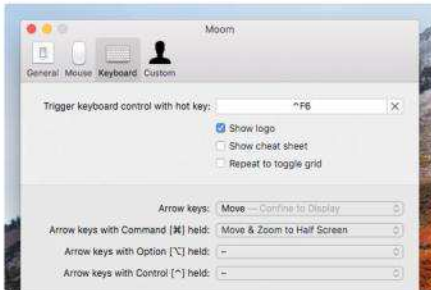 Moom
General Mouse Keyboard Custom
Trigger keyboard control with hot key: ^F6
Show logo
Show cheat sheet
Repeat to toggle grid
Arrow keys: Move — Confine to Display
Arrow keys with Command [⌘] held: Move & Zoom to Half Screen
Arrow keys with Option [⌥] held: –
Arrow keys with Control [^] held: –